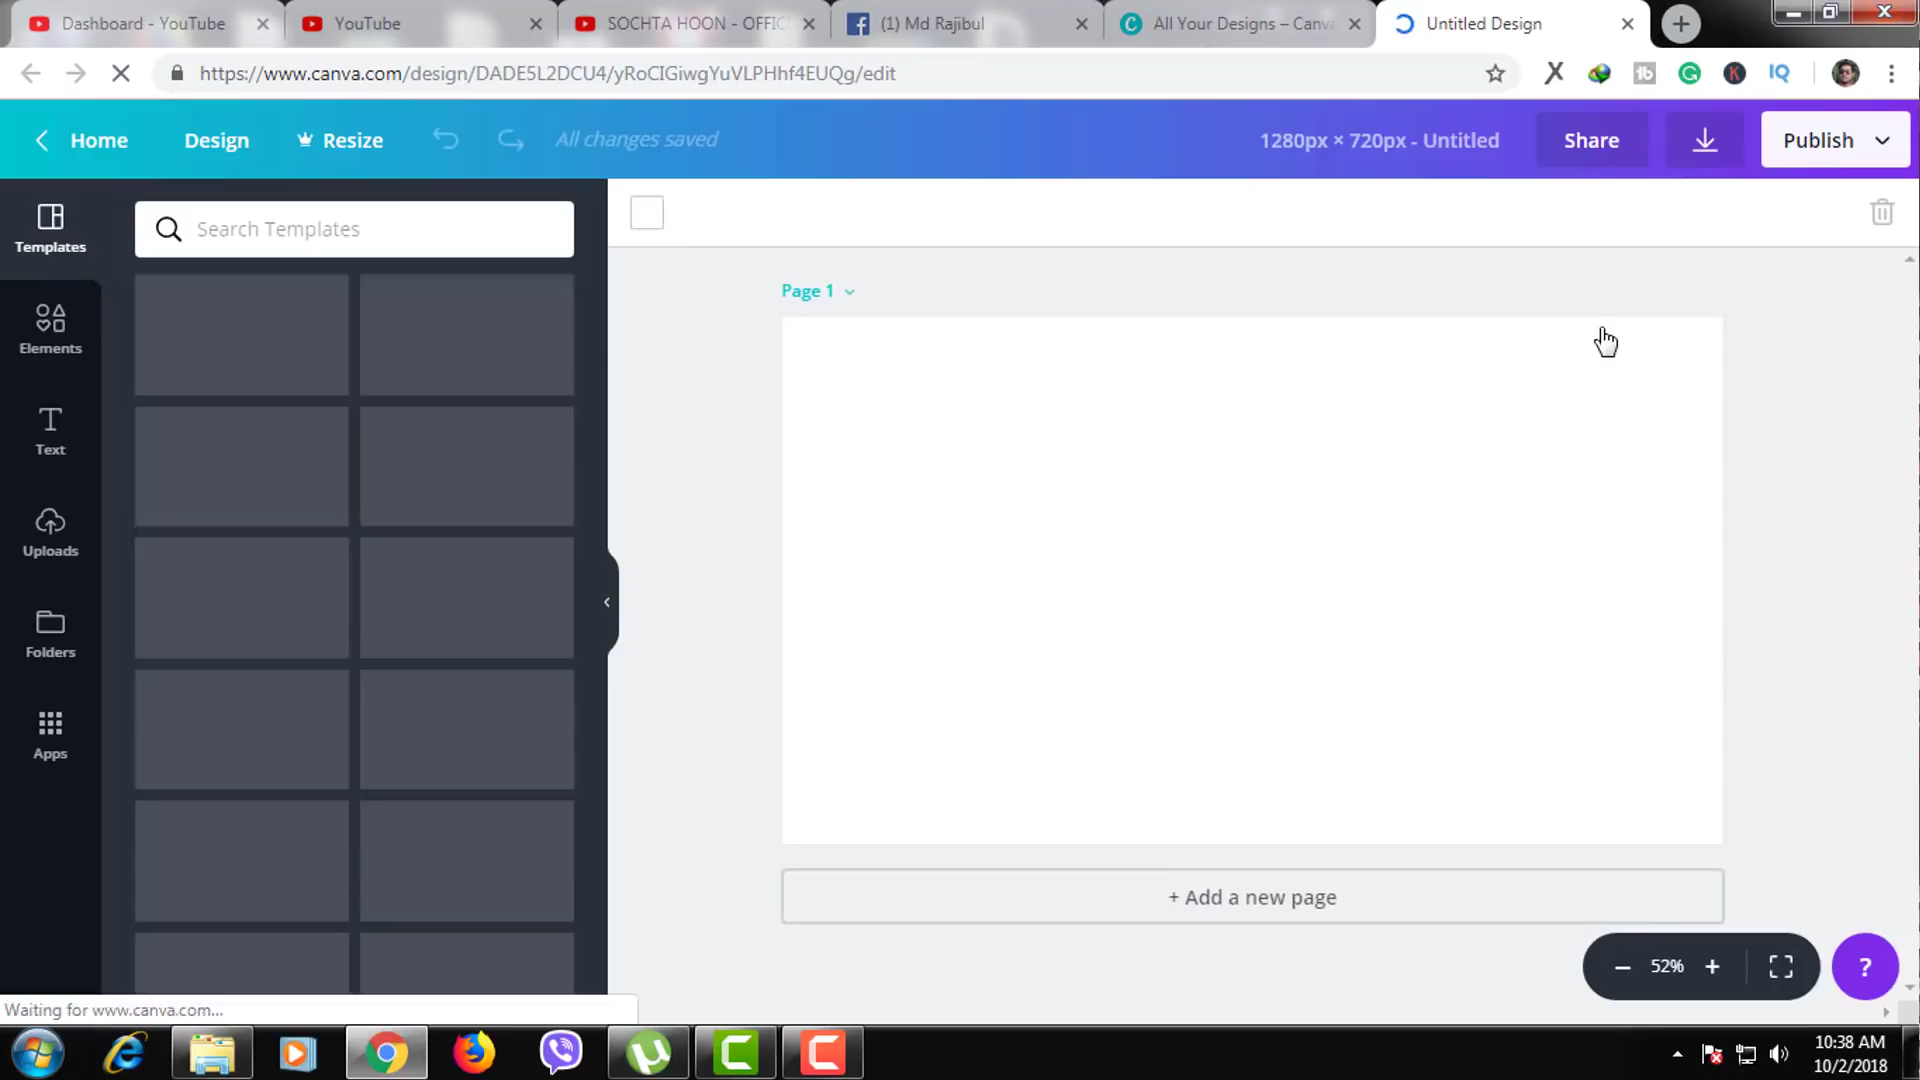 Dashboard - YouTube
YouTube
SOCHTA HOON - OFFIC
(1) Md Rajibul
All Your Designs – Canva
Untitled Design
https://www.canva.com/design/DADE5L2DCU4/yRoCIGiwgYuVLPHhf4EUQg/edit
Home
Design
Resize
All changes saved
1280px × 720px - Untitled
Share
Publish
Templates
Search Templates
Page 1
Elements
Text
Uploads
Folders
Apps
+ Add a new page
52%
?
Waiting for www.canva.com...
10:38 AM
10/2/2018